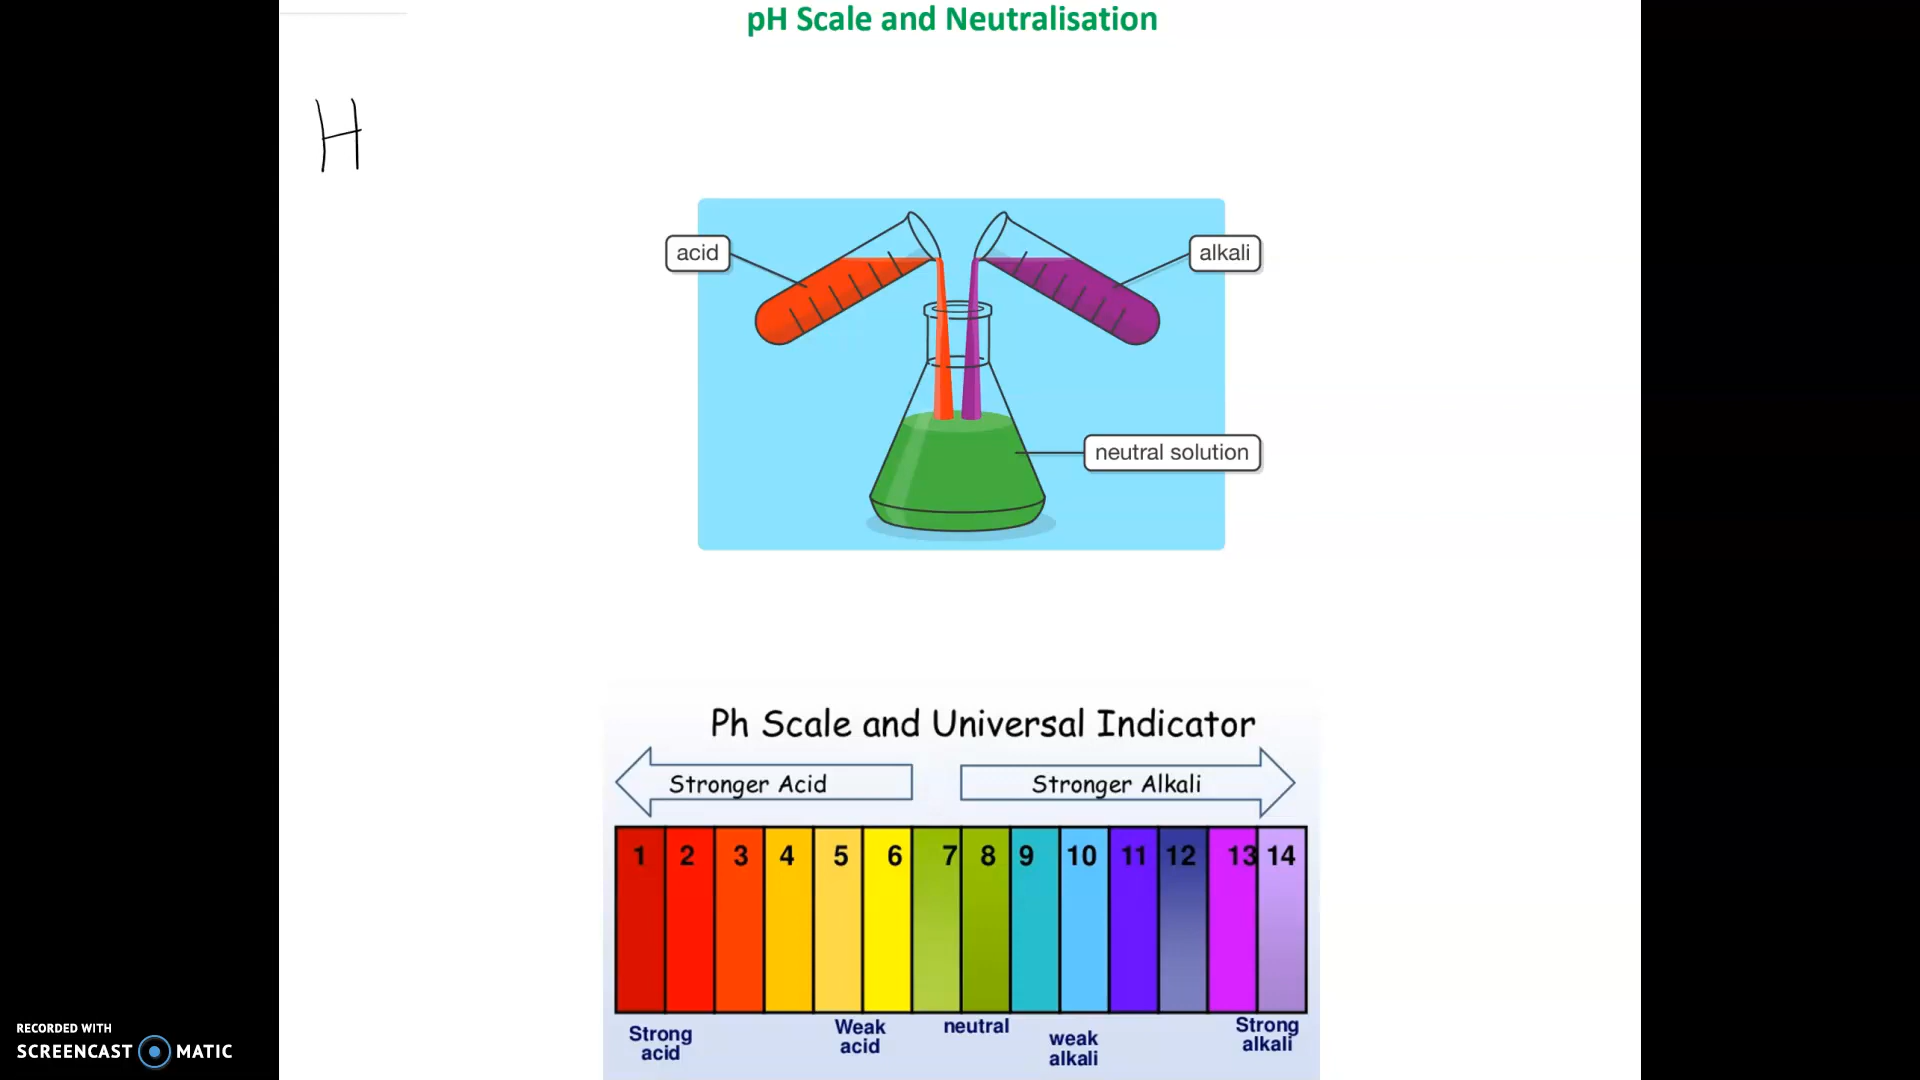 pH Scale and Neutralisation
H
acid
alkali
neutral solution
Ph Scale and Universal Indicator
Stronger Acid
Stronger Alkali
1 2 3 4 5 6 7 8 9 10 11 12 13 14
Strong
acid
Weak
acid
neutral
weak
alkali
Strong
alkali
RECORDED WITH
SCREENCAST MATIC